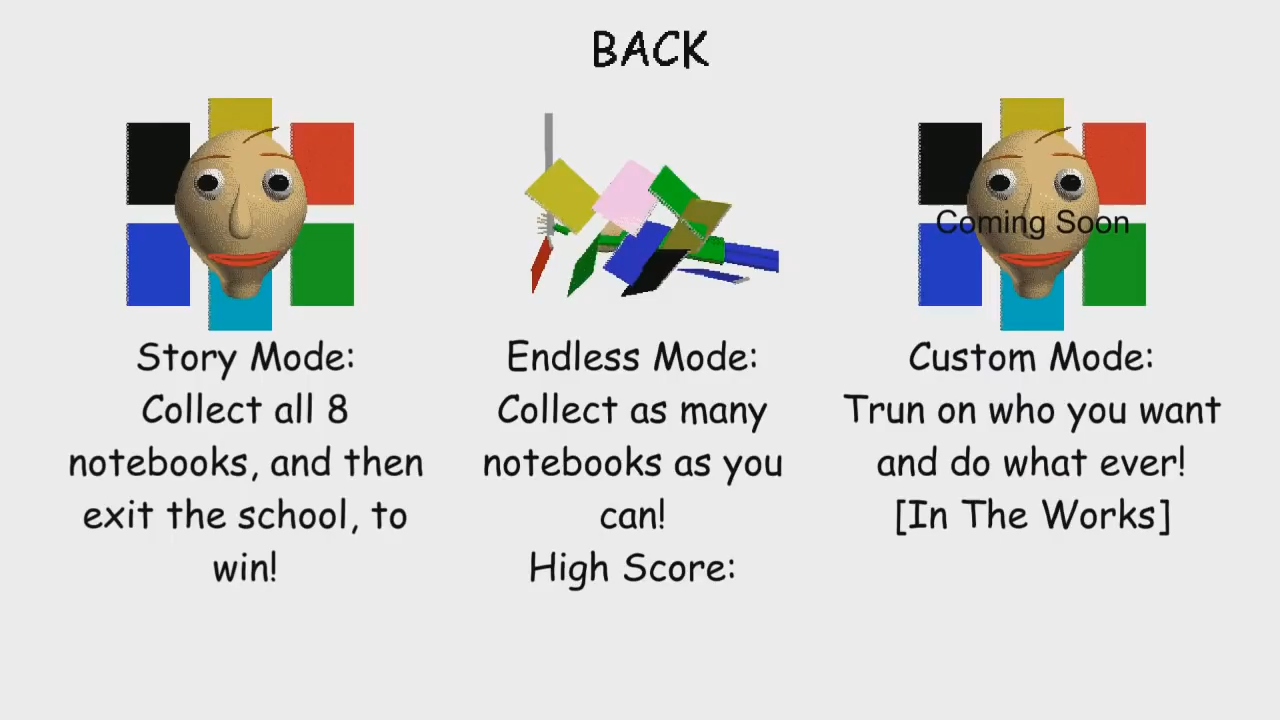 BACK
Coming Soon
Story Mode:
Collect all 8
notebooks, and then
exit the school, to
win!
Endless Mode:
Collect as many
notebooks as you
can!
High Score:
Custom Mode:
Trun on who you want
and do what ever!
[In The Works]